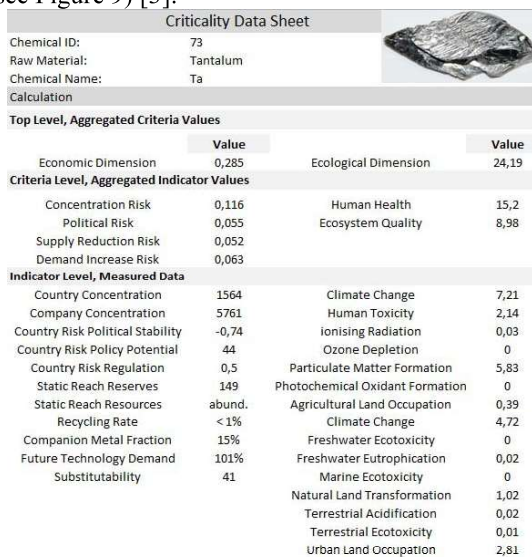 see Figure 9) [5].
Criticality Data Sheet
Chemical ID: 73
Raw Material: Tantalum
Chemical Name: Ta
Calculation
Top Level, Aggregated Criteria Values
Value Value
Economic Dimension 0,285 Ecological Dimension 24,19
Criteria Level, Aggregated Indicator Values
Concentration Risk 0,116 Human Health 15,2
Political Risk 0,055 Ecosystem Quality 8,98
Supply Reduction Risk 0,052
Demand Increase Risk 0,063
Indicator Level, Measured Data
Country Concentration 1564 Climate Change 7,21
Company Concentration 5761 Human Toxicity 2,14
Country Risk Political Stability -0,74 ionising Radiation 0,03
Country Risk Policy Potential 44 Ozone Depletion 0
Country Risk Regulation 0,5 Particulate Matter Formation 5,83
Static Reach Reserves 149 Photochemical Oxidant Formation 0
Static Reach Resources abund. Agricultural Land Occupation 0,39
Recycling Rate <1% Climate Change 4,72
Companion Metal Fraction 15% Freshwater Ecotoxicity 0
Future Technology Demand 101% Freshwater Eutrophication 0,02
Substitutability 41 Marine Ecotoxicity 0
Natural Land Transformation 1,02
Terrestrial Acidification 0,02
Terrestrial Ecotoxicity 0,01
Urban Land Occupation 2,81